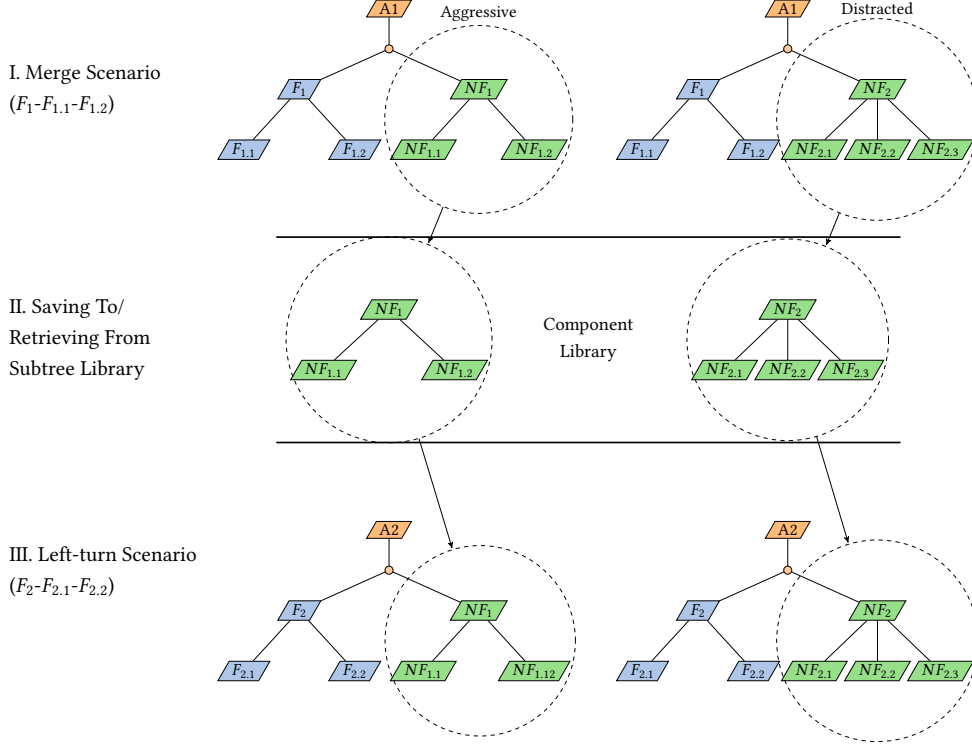 A1
Aggressive
A1
Distracted
I. Merge Scenario
(F1-F1.1-F1.2)
F1
NF1
F1
NF2
F1.1
F1.2
NF1.1
NF1.2
F1.1
F1.2
NF2.1
NF2.2
NF2.3
II. Saving To/
Retrieving From
Subtree Library
NF1
Component
Library
NF2
NF1.1
NF1.2
NF2.1
NF2.2
NF2.3
A2
A2
III. Left-turn Scenario
(F2-F2.1-F2.2)
F2
NF1
F2
NF2
F2.1
F2.2
NF1.1
NF1.12
F2.1
F2.2
NF2.1
NF2.2
NF2.3